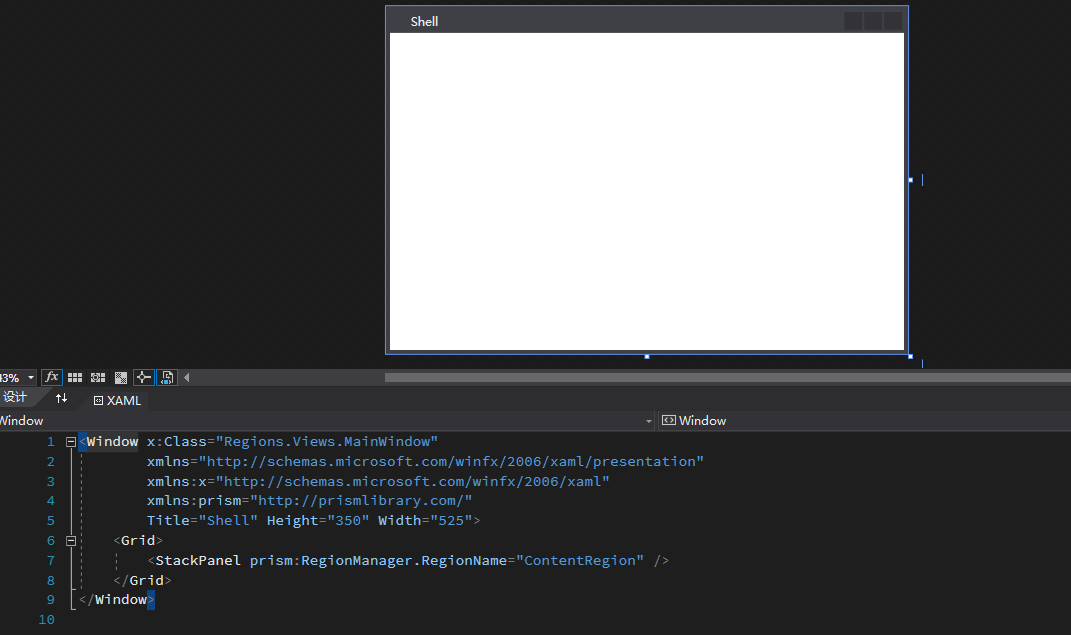 Shell
fx
设计
XAML
Window
Window
1 <Window x:Class="Regions.Views.MainWindow"
2 xmlns="http://schemas.microsoft.com/winfx/2006/xaml/presentation"
3 xmlns:x="http://schemas.microsoft.com/winfx/2006/xaml"
4 xmlns:prism="http://prismlibrary.com/"
5 Title="Shell" Height="350" Width="525">
6 <Grid>
7 <StackPanel prism:RegionManager.RegionName="ContentRegion" />
8 </Grid>
9 </Window>
10